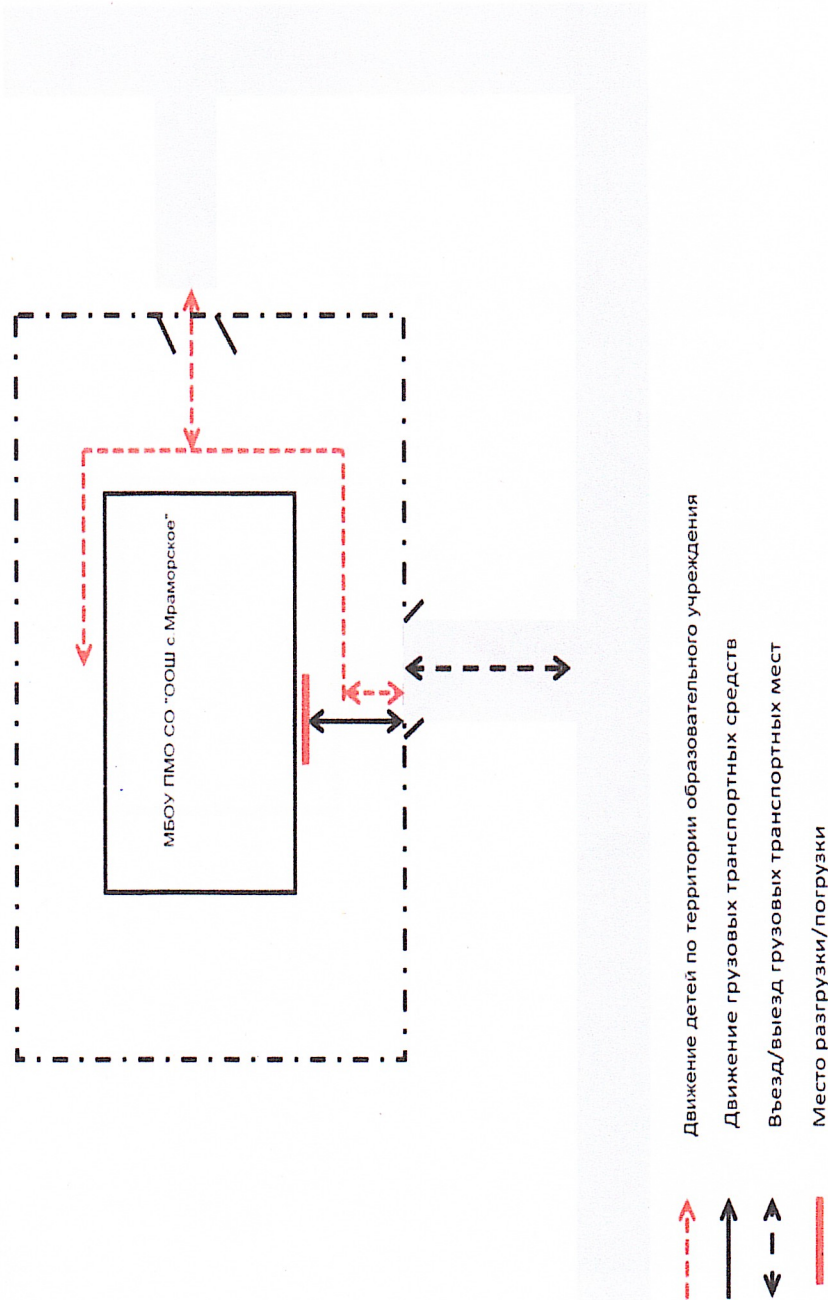 МБОУ ПМО СО "ООШ с.Мраморское"
Движение детей по территории образовательного учреждения
Движение грузовых транспортных средств
Въезд/выезд грузовых транспортных мест
Место разгрузки/погрузки